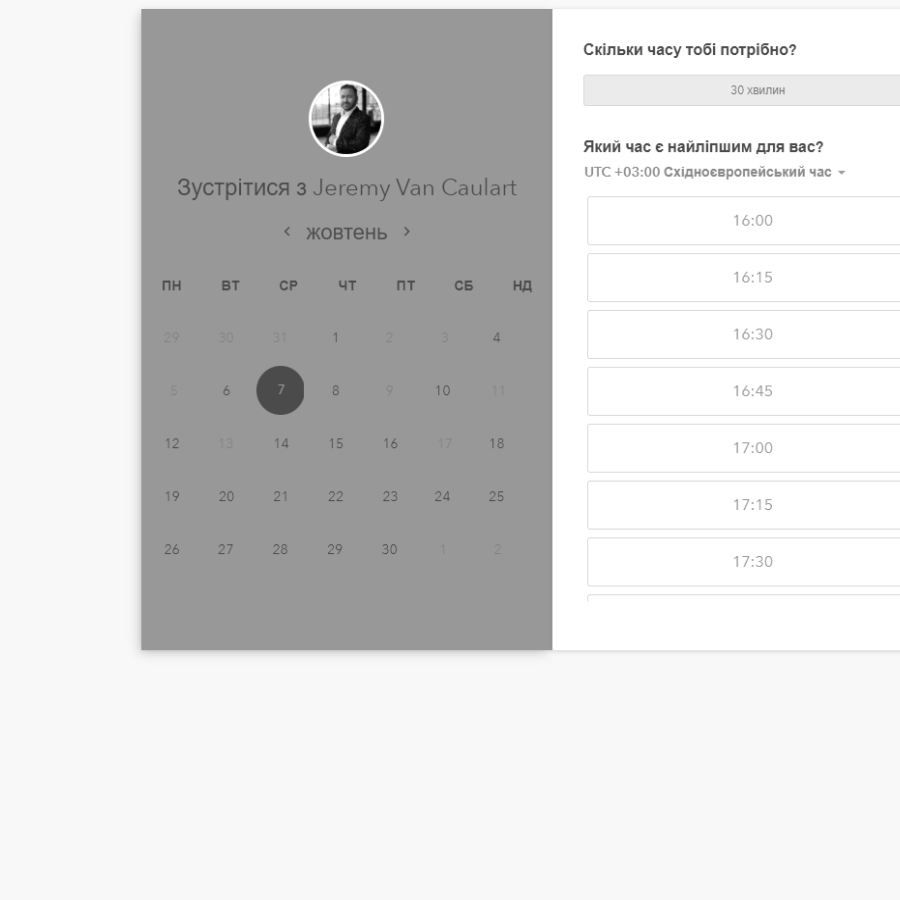 Зустрітися з Jeremy Van Caulart
жовтень
ПН ВТ СР ЧТ ПТ СБ НД
29 30 31 1 2 3 4
5 6 7 8 9 10 11
12 13 14 15 16 17 18
19 20 21 22 23 24 25
26 27 28 29 30 1 2
Скільки часу тобі потрібно?
30 хвилин
Який час є найліпшим для вас?
UTC +03:00 Східноєвропейський час
16:00
16:15
16:30
16:45
17:00
17:15
17:30